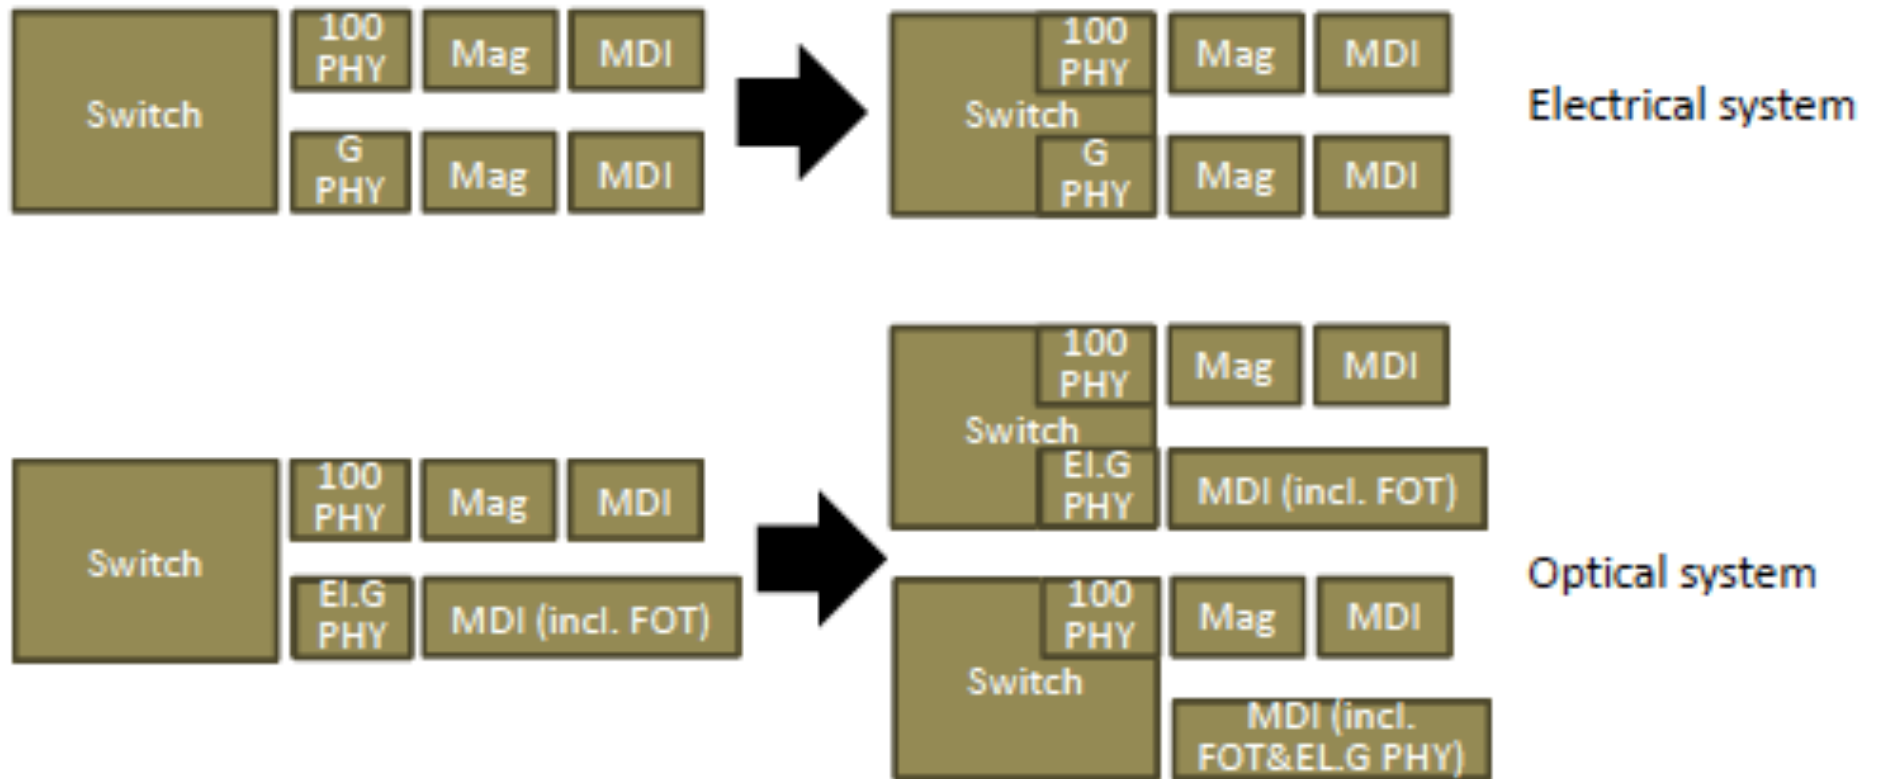 100
PHY
Mag
MDI
Switch
G
PHY
Mag
MDI
100
PHY
Mag
MDI
Switch
G
PHY
Mag
MDI
Electrical system
100
PHY
Mag
MDI
Switch
El.G
PHY
MDI (incl. FOT)
100
PHY
Mag
MDI
Switch
El.G
PHY
MDI (incl. FOT)
100
PHY
Mag
MDI
Switch
MDI (incl.
FOT&EL.G PHY)
Optical system